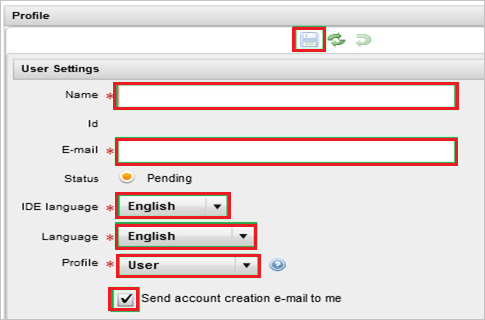 Profile
User Settings
Name *
Id
E-mail *
Status Pending
IDE language * English
Language * English
Profile * User
Send account creation e-mail to me